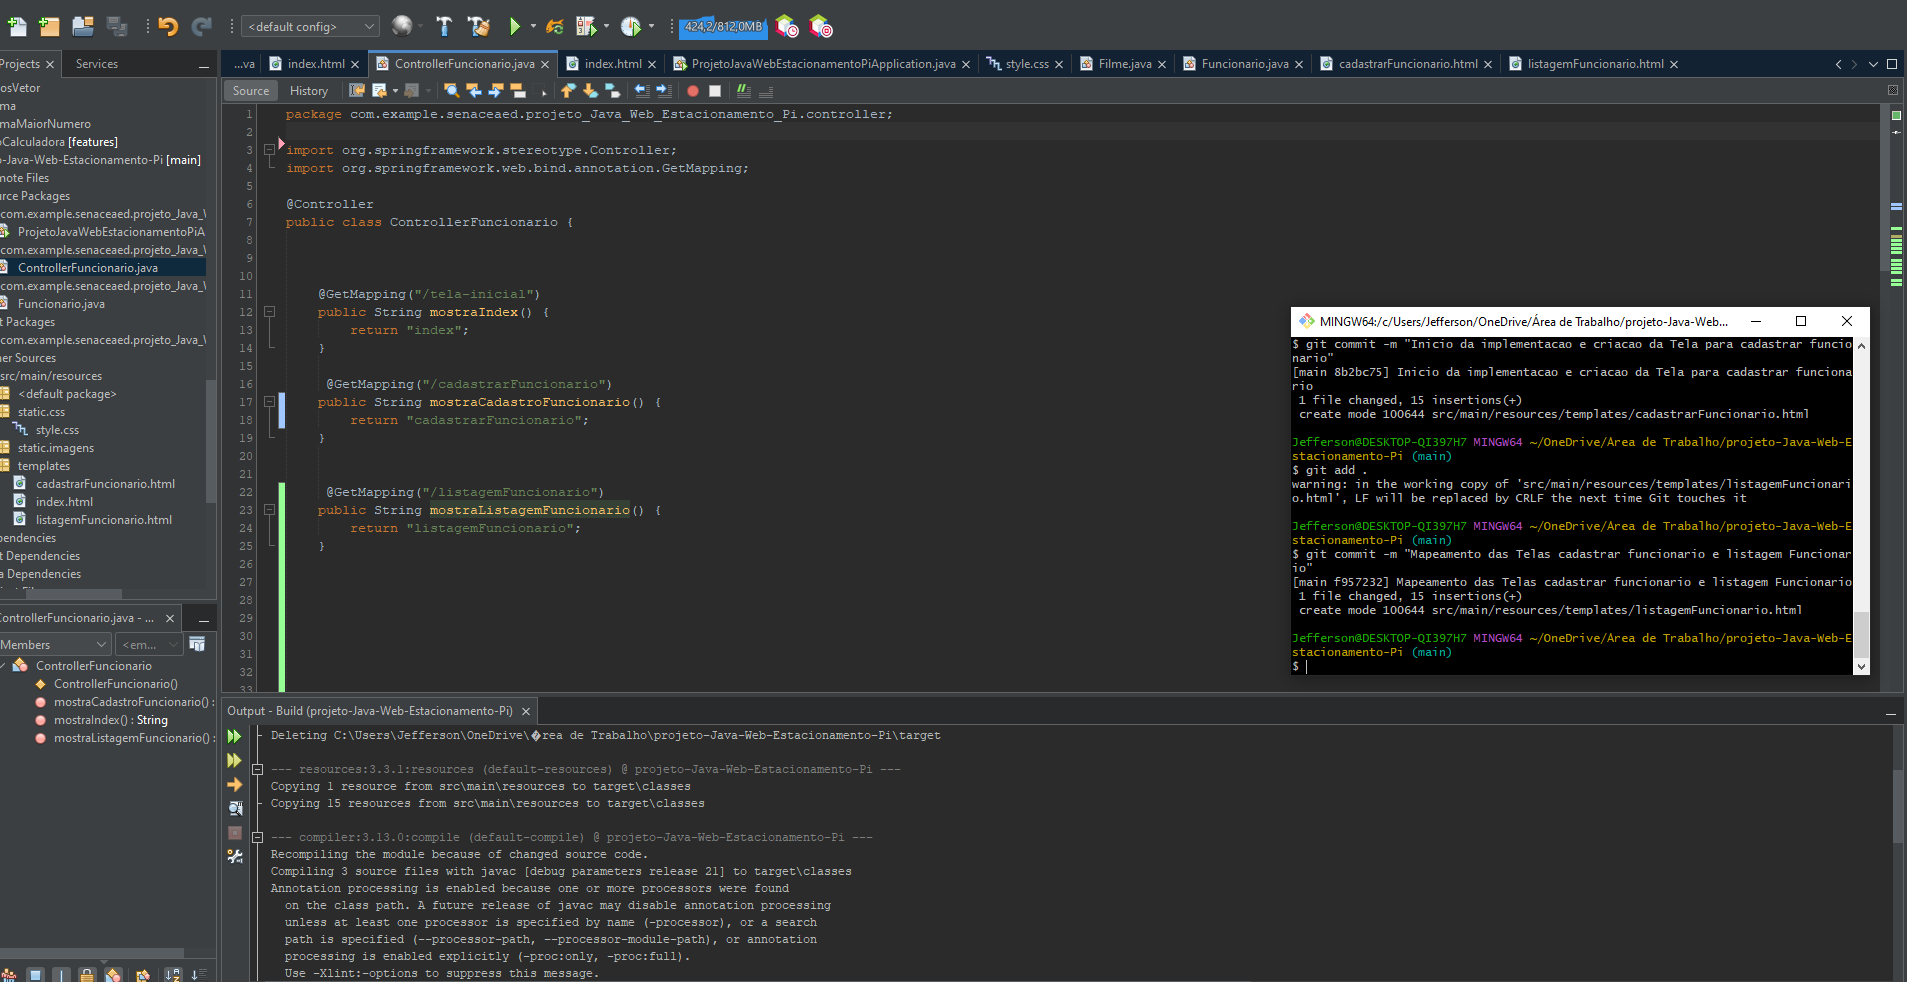 <default config>
424,2/812,0MB
Projects
Services
...va
index.html
ControllerFuncionario.java
index.html
ProjetoJavaWebEstacionamentoPiApplication.java
style.css
Filme.java
Funcionario.java
cadastrarFuncionario.html
listagemFuncionario.html
Source
History
osVetor
ma
maMaiorNumero
oCalculadora [features]
o-Java-Web-Estacionamento-Pi [main]
mote Files
urce Packages
com.example.senaceaed.projeto_Java_\
ProjetoJavaWebEstacionamentoPiA
com.example.senaceaed.projeto_Java_\
ControllerFuncionario.java
com.example.senaceaed.projeto_Java_\
Funcionario.java
t Packages
com.example.senaceaed.projeto_Java_\
her Sources
src/main/resources
<default package>
static.css
style.css
static.imagens
templates
cadastrarFuncionario.html
index.html
listagemFuncionario.html
pendencies
t Dependencies
a Dependencies
1 package com.example.senaceaed.projeto_Java_Web_Estacionamento_Pi.controller;
2
3 import org.springframework.stereotype.Controller;
4 import org.springframework.web.bind.annotation.GetMapping;
5
6 @Controller
7 public class ControllerFuncionario {
8
9
10
11 @GetMapping("/tela-inicial")
12 public String mostraIndex() {
13 return "index";
14 }
15
16 @GetMapping("/cadastrarFuncionario")
17 public String mostraCadastroFuncionario() {
18 return "cadastrarFuncionario";
19 }
20
21
22 @GetMapping("/listagemFuncionario")
23 public String mostraListagemFuncionario() {
24 return "listagemFuncionario";
25 }
26
27
28
29
30
31
32
33
MINGW64:/c/Users/Jefferson/OneDrive/Área de Trabalho/projeto-Java-Web...
$ git commit -m "Inicio da implementacao e criacao da Tela para cadastrar funcio
nario"
[main 8b2bc75] Inicio da implementacao e criacao da Tela para cadastrar funciona
rio
1 file changed, 15 insertions(+)
create mode 100644 src/main/resources/templates/cadastrarFuncionario.html
Jefferson@DESKTOP-QI397H7 MINGW64 ~/OneDrive/Área de Trabalho/projeto-Java-Web-E
stacionamento-Pi (main)
$ git add .
warning: in the working copy of 'src/main/resources/templates/listagemFuncionari
o.html', LF will be replaced by CRLF the next time Git touches it
Jefferson@DESKTOP-QI397H7 MINGW64 ~/OneDrive/Área de Trabalho/projeto-Java-Web-E
stacionamento-Pi (main)
$ git commit -m "Mapeamento das Telas cadastrar funcionario e listagem Funcionar
io"
[main f957232] Mapeamento das Telas cadastrar funcionario e listagem Funcionario
1 file changed, 15 insertions(+)
create mode 100644 src/main/resources/templates/listagemFuncionario.html
Jefferson@DESKTOP-QI397H7 MINGW64 ~/OneDrive/Área de Trabalho/projeto-Java-Web-E
stacionamento-Pi (main)
$
ControllerFuncionario.java - ...
Members
<em...
ControllerFuncionario
ControllerFuncionario()
mostraCadastroFuncionario() :
mostraIndex() : String
mostraListagemFuncionario() :
Output - Build (projeto-Java-Web-Estacionamento-Pi)
Deleting C:\Users\Jefferson\OneDrive\�rea de Trabalho\projeto-Java-Web-Estacionamento-Pi\target
--- resources:3.3.1:resources (default-resources) @ projeto-Java-Web-Estacionamento-Pi ---
Copying 1 resource from src\main\resources to target\classes
Copying 15 resources from src\main\resources to target\classes
--- compiler:3.13.0:compile (default-compile) @ projeto-Java-Web-Estacionamento-Pi ---
Recompiling the module because of changed source code.
Compiling 3 source files with javac [debug parameters release 21] to target\classes
Annotation processing is enabled because one or more processors were found
on the class path. A future release of javac may disable annotation processing
unless at least one processor is specified by name (-processor), or a search
path is specified (--processor-path, --processor-module-path), or annotation
processing is enabled explicitly (-proc:only, -proc:full).
Use -Xlint:-options to suppress this message.